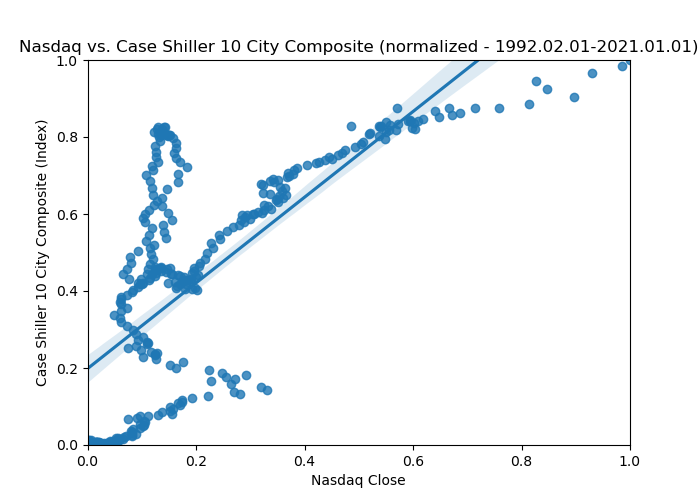 Nasdaq vs. Case Shiller 10 City Composite (normalized - 1992.02.01-2021.01.01)
1.0
0.8
0.6
0.4
0.2
0.0
Case Shiller 10 City Composite (Index)
0.0 0.2 0.4 0.6 0.8 1.0
Nasdaq Close